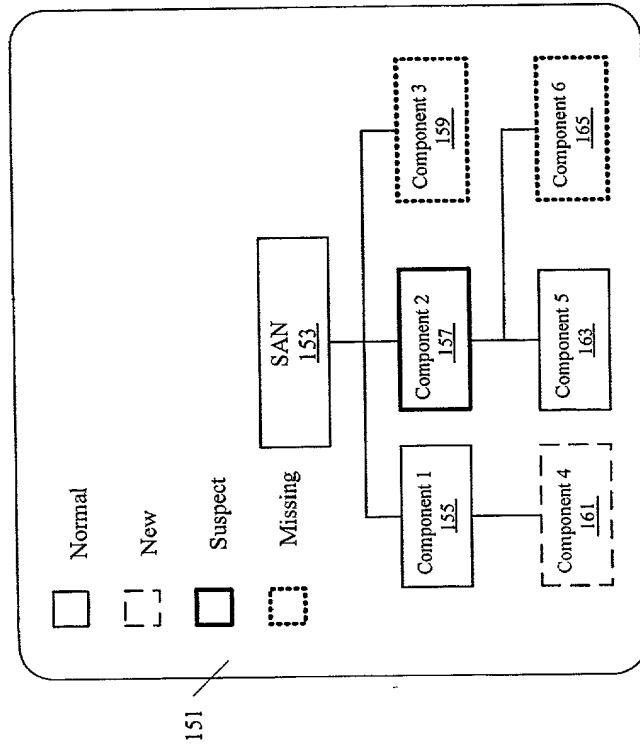 Normal
New
Suspect
Missing
151
SAN
153
Component 1
155
Component 2
157
Component 3
159
Component 4
161
Component 5
163
Component 6
165